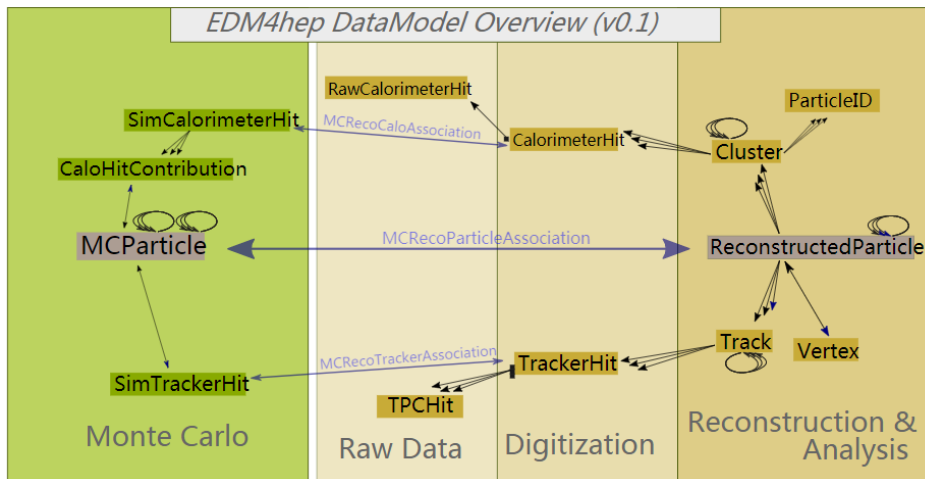 EDM4hep DataModel Overview (v0.1)
RawCalorimeterHit
ParticleID
SimCalorimeterHit
MCRecoCaloAssociation
CalorimeterHit
Cluster
CaloHitContribution
MCParticle
MCRecoParticleAssociation
ReconstructedParticle
MCRecoTrackerAssociation
TrackerHit
Track
Vertex
SimTrackerHit
TPCHit
Monte Carlo
Raw Data
Digitization
Reconstruction &
Analysis